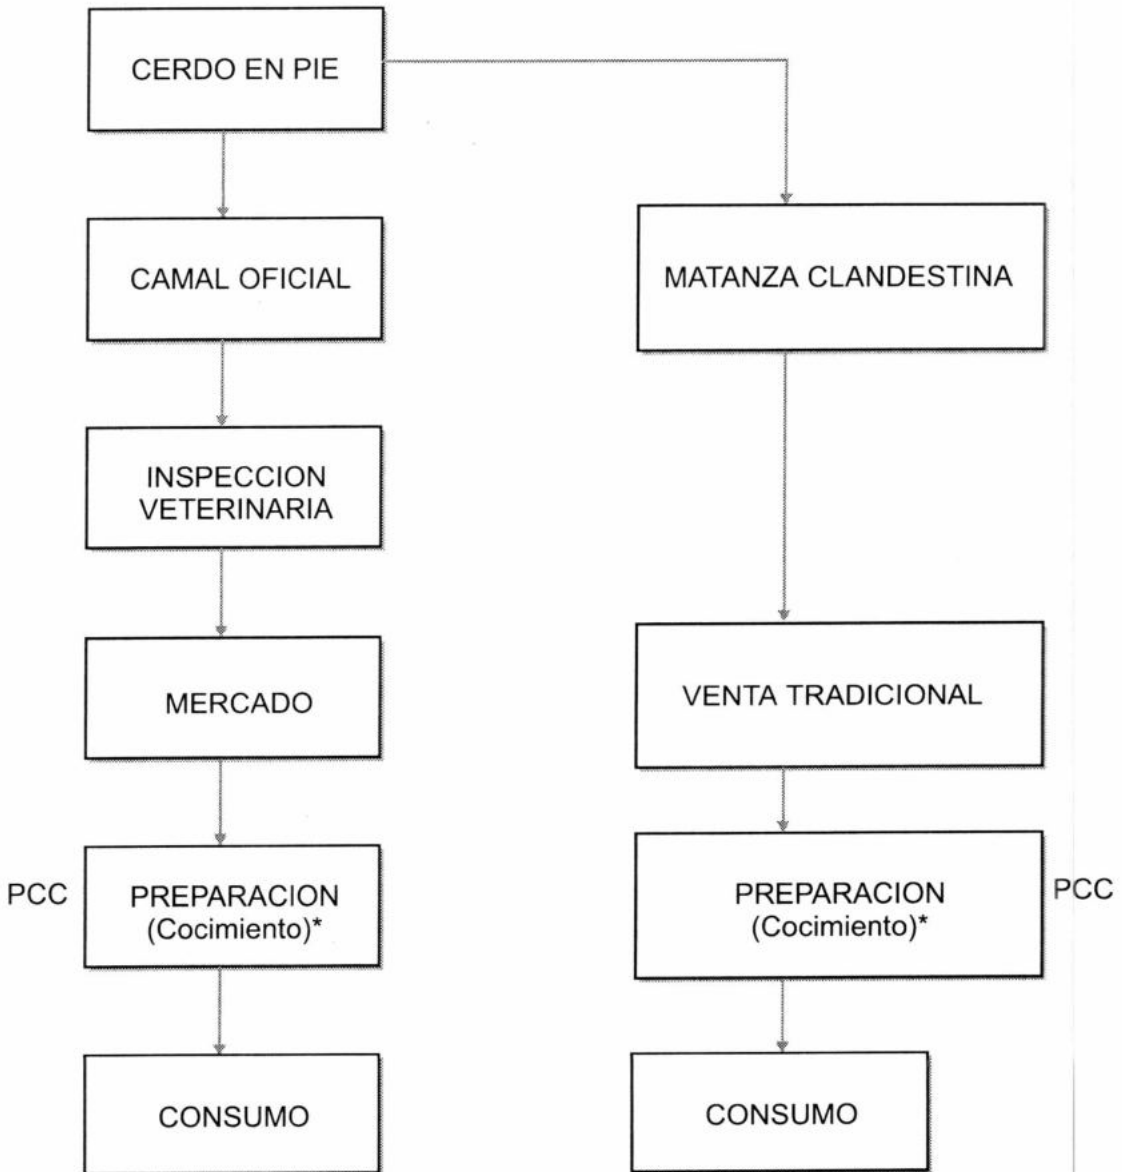 CERDO EN PIE
CAMAL OFICIAL
MATANZA CLANDESTINA
INSPECCION
VETERINARIA
MERCADO
VENTA TRADICIONAL
PCC
PREPARACION
(Cocimiento)*
PREPARACION
(Cocimiento)*
PCC
CONSUMO
CONSUMO